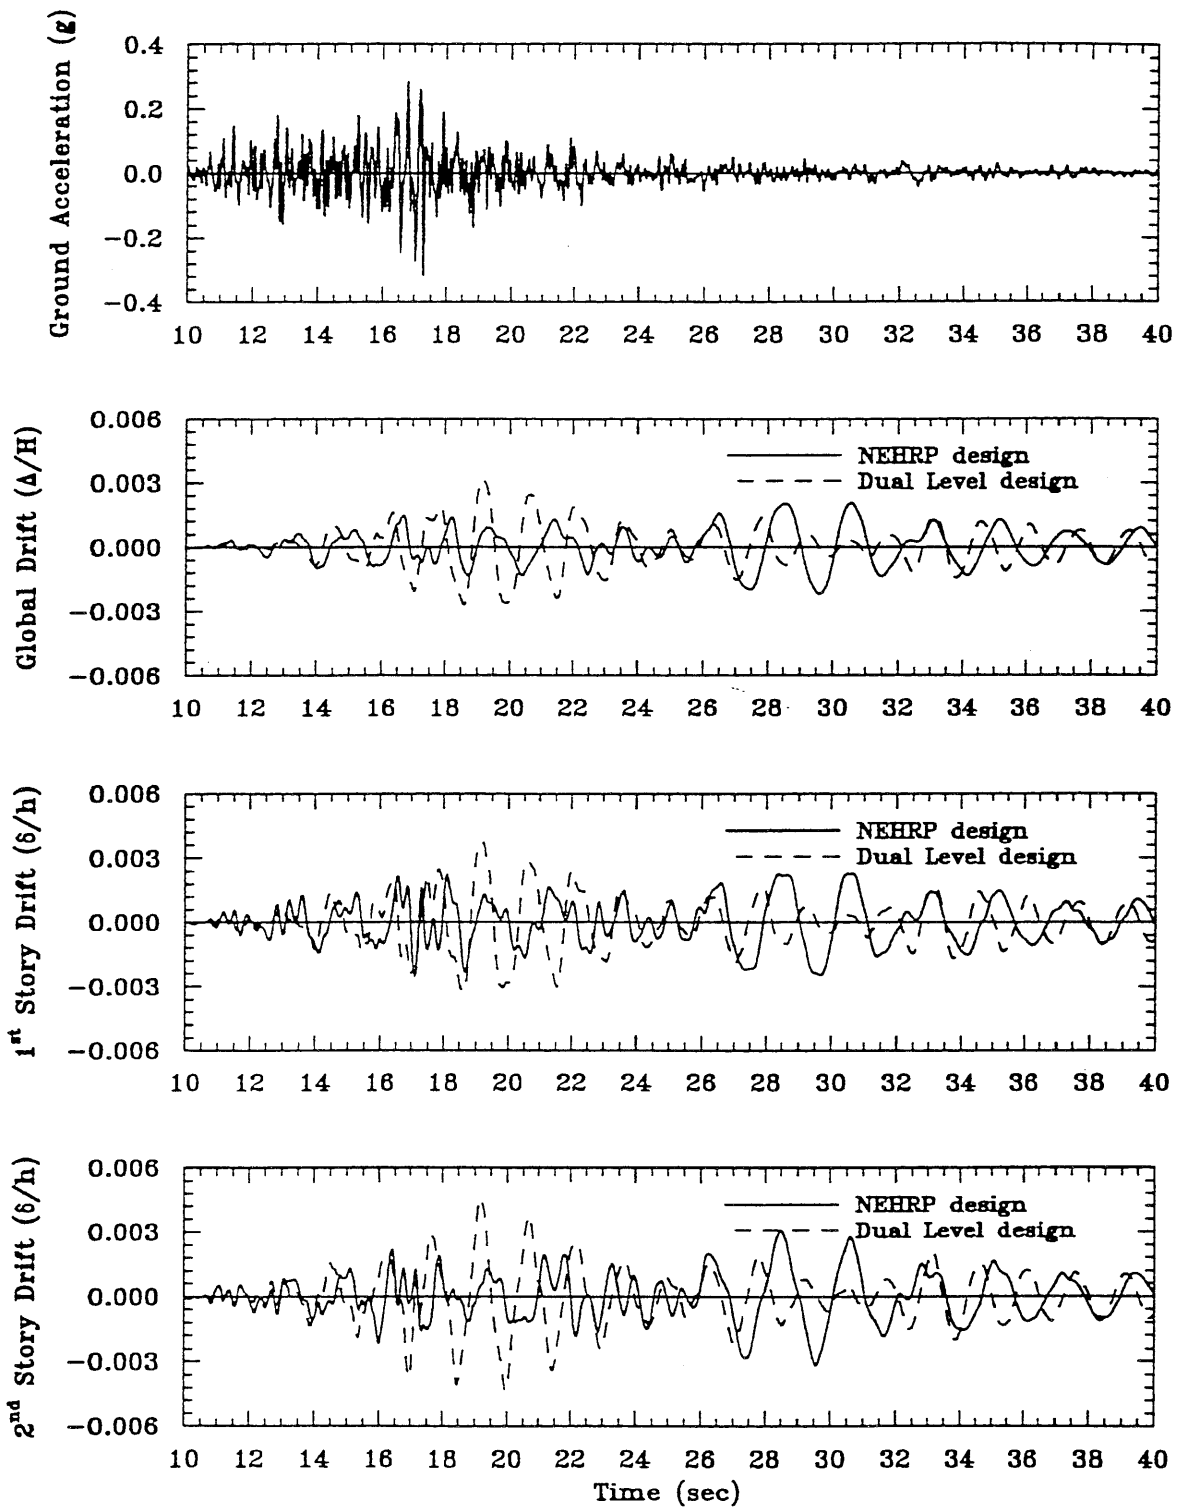 Ground Acceleration (g)
0.4
0.2
0.0
−0.2
−0.4
10 12 14 16 18 20 22 24 26 28 30 32 34 36 38 40
Global Drift (Δ/H)
0.006
0.003
0.000
−0.003
−0.006
NEHRP design
Dual Level design
10 12 14 16 18 20 22 24 26 28 30 32 34 36 38 40
1st Story Drift (δ/h)
0.006
0.003
0.000
−0.003
−0.006
NEHRP design
Dual Level design
10 12 14 16 18 20 22 24 26 28 30 32 34 36 38 40
2nd Story Drift (δ/h)
0.006
0.003
0.000
−0.003
−0.006
NEHRP design
Dual Level design
10 12 14 16 18 20 22 24 26 28 30 32 34 36 38 40
Time (sec)